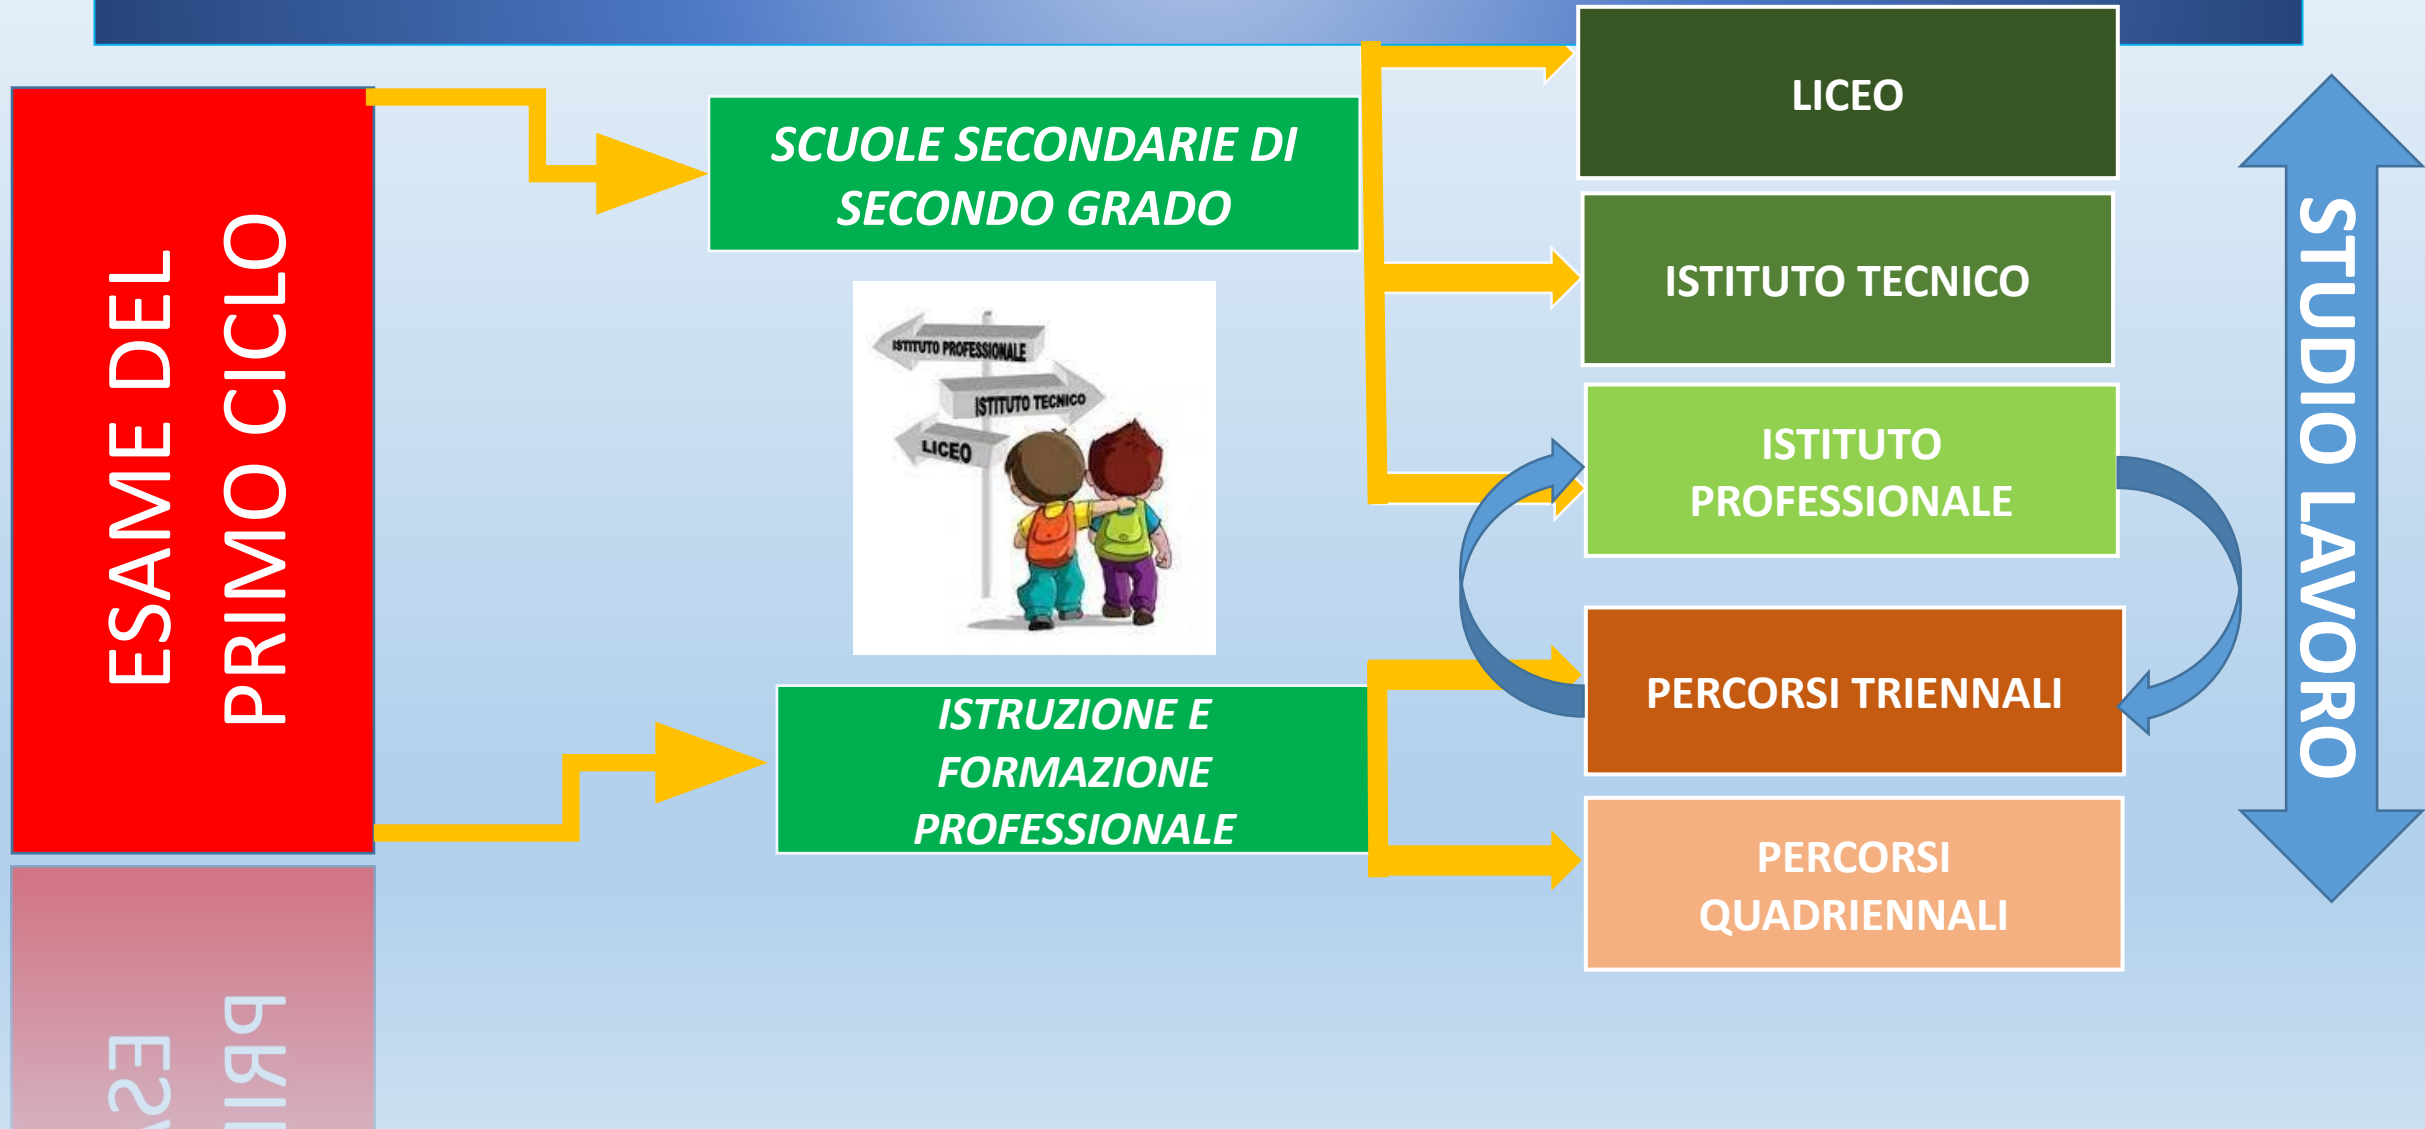 ESAME DEL
PRIMO CICLO
SCUOLE SECONDARIE DI
SECONDO GRADO
ISTITUTO PROFESSIONALE
ISTITUTO TECNICO
LICEO
ISTRUZIONE E
FORMAZIONE
PROFESSIONALE
LICEO
ISTITUTO TECNICO
ISTITUTO
PROFESSIONALE
PERCORSI TRIENNALI
PERCORSI
QUADRIENNALI
STUDIO LAVORO